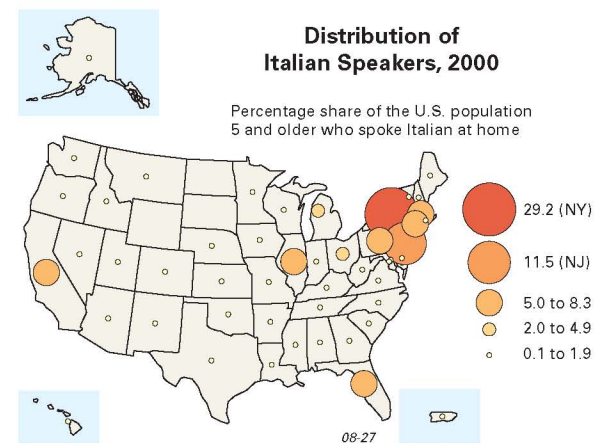 Distribution of
Italian Speakers, 2000
Percentage share of the U.S. population
5 and older who spoke Italian at home
29.2 (NY)
11.5 (NJ)
5.0 to 8.3
2.0 to 4.9
0.1 to 1.9
08-27